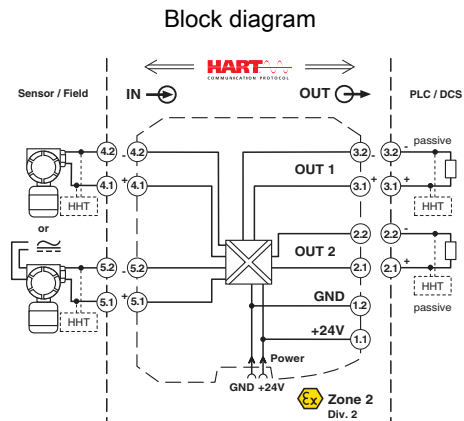 Block diagram
HART
COMMUNICATION PROTOCOL
Sensor / Field
IN
OUT
PLC / DCS
4.2 - 4.2
3.2 - 3.2 -
passive
OUT 1
4.1 + 4.1
3.1 + 3.1 +
HHT
HHT
or
2.2 2.2 -
OUT 2
5.2 - 5.2
2.1 2.1 +
HHT
GND
1.2
passive
5.1 + 5.1
HHT
+24V
1.1
Power
GND +24V
Ex Zone 2
Div. 2